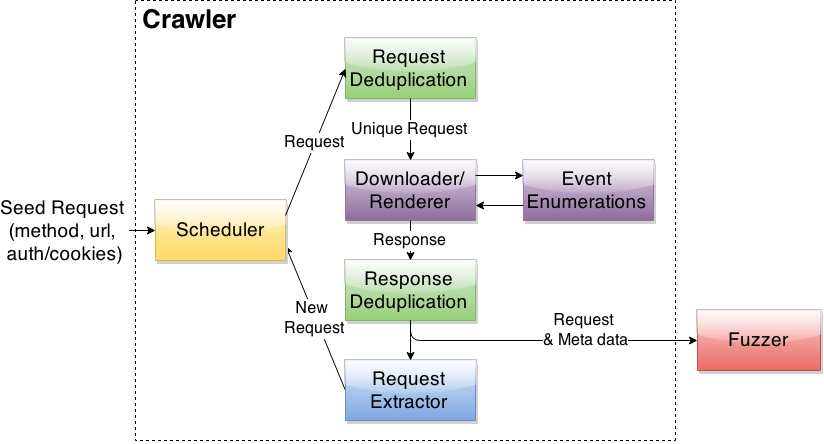 Crawler
Request
Deduplication
Request
Unique Request
Downloader/
Renderer
Event
Enumerations
Seed Request
(method, url,
auth/cookies)
Scheduler
Response
Response
Deduplication
New
Request
Request
& Meta data
Fuzzer
Request
Extractor